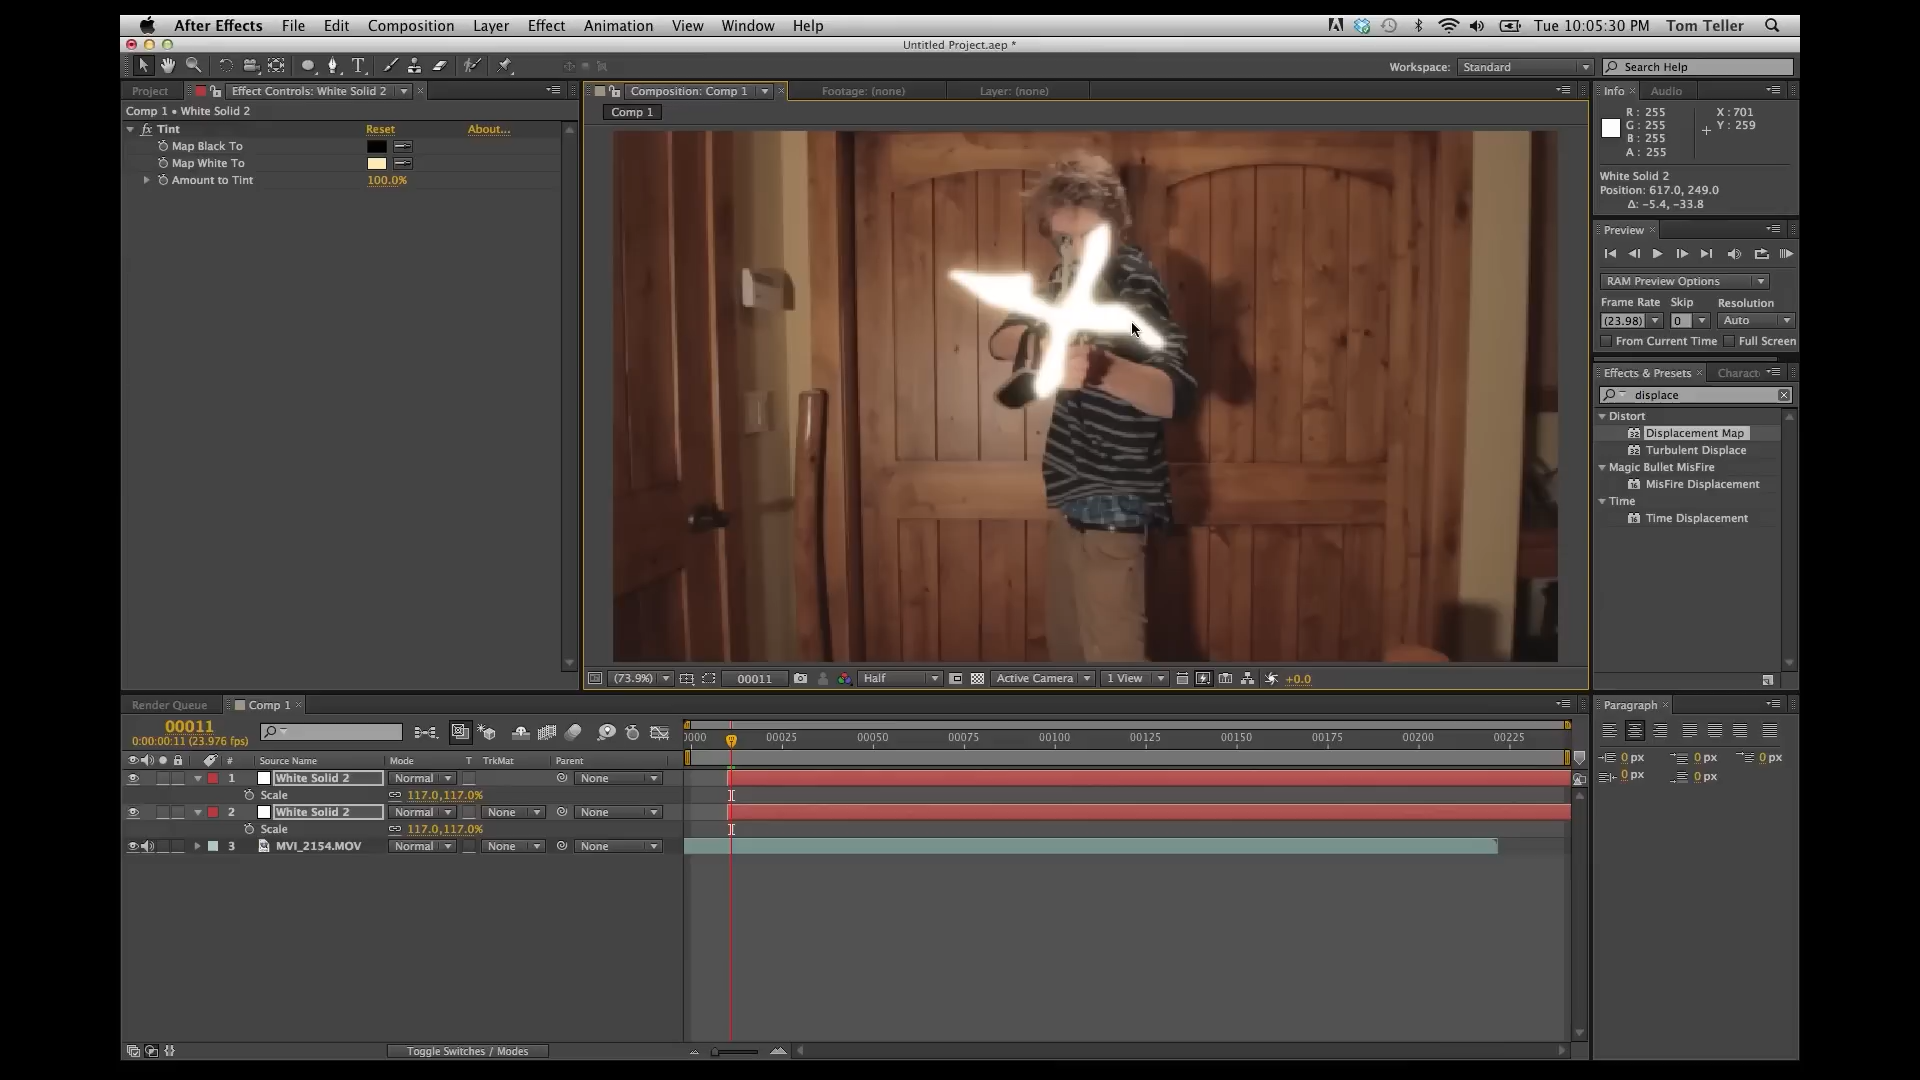 After Effects File Edit Composition Layer Effect Animation View Window Help Tue 10:05:30 PM Tom Teller
Untitled Project.aep *
Workspace: Standard Search Help
Project Effect Controls: White Solid 2
Comp 1 • White Solid 2
fx Tint Reset About...
Map Black To
Map White To
Amount to Tint 100.0%
Composition: Comp 1 Footage: (none) Layer: (none)
Comp 1
Info Audio
R: 255 X: 701
G: 255 Y: 259
B: 255
A: 255
White Solid 2
Position: 617.0, 249.0
Δ: -5.4, -33.8
Preview
RAM Preview Options
Frame Rate Skip Resolution
(23.98) 0 Auto
From Current Time Full Screen
Effects & Presets Charact
displace
Distort
Displacement Map
Turbulent Displace
Magic Bullet MisFire
MisFire Displacement
Time
Time Displacement
(73.9%) 00011 Half Active Camera 1 View +0.0
Render Queue Comp 1
00011
0:00:00:11 (23.976 fps)
0000 00025 00050 00075 00100 00125 00150 00175 00200 00225
# Source Name Mode T TrkMat Parent
1 White Solid 2 Normal None
Scale 117.0,117.0%
2 White Solid 2 Normal None None
Scale 117.0,117.0%
3 MVI_2154.MOV Normal None None
Toggle Switches / Modes
Paragraph
0 px 0 px 0 px
0 px 0 px